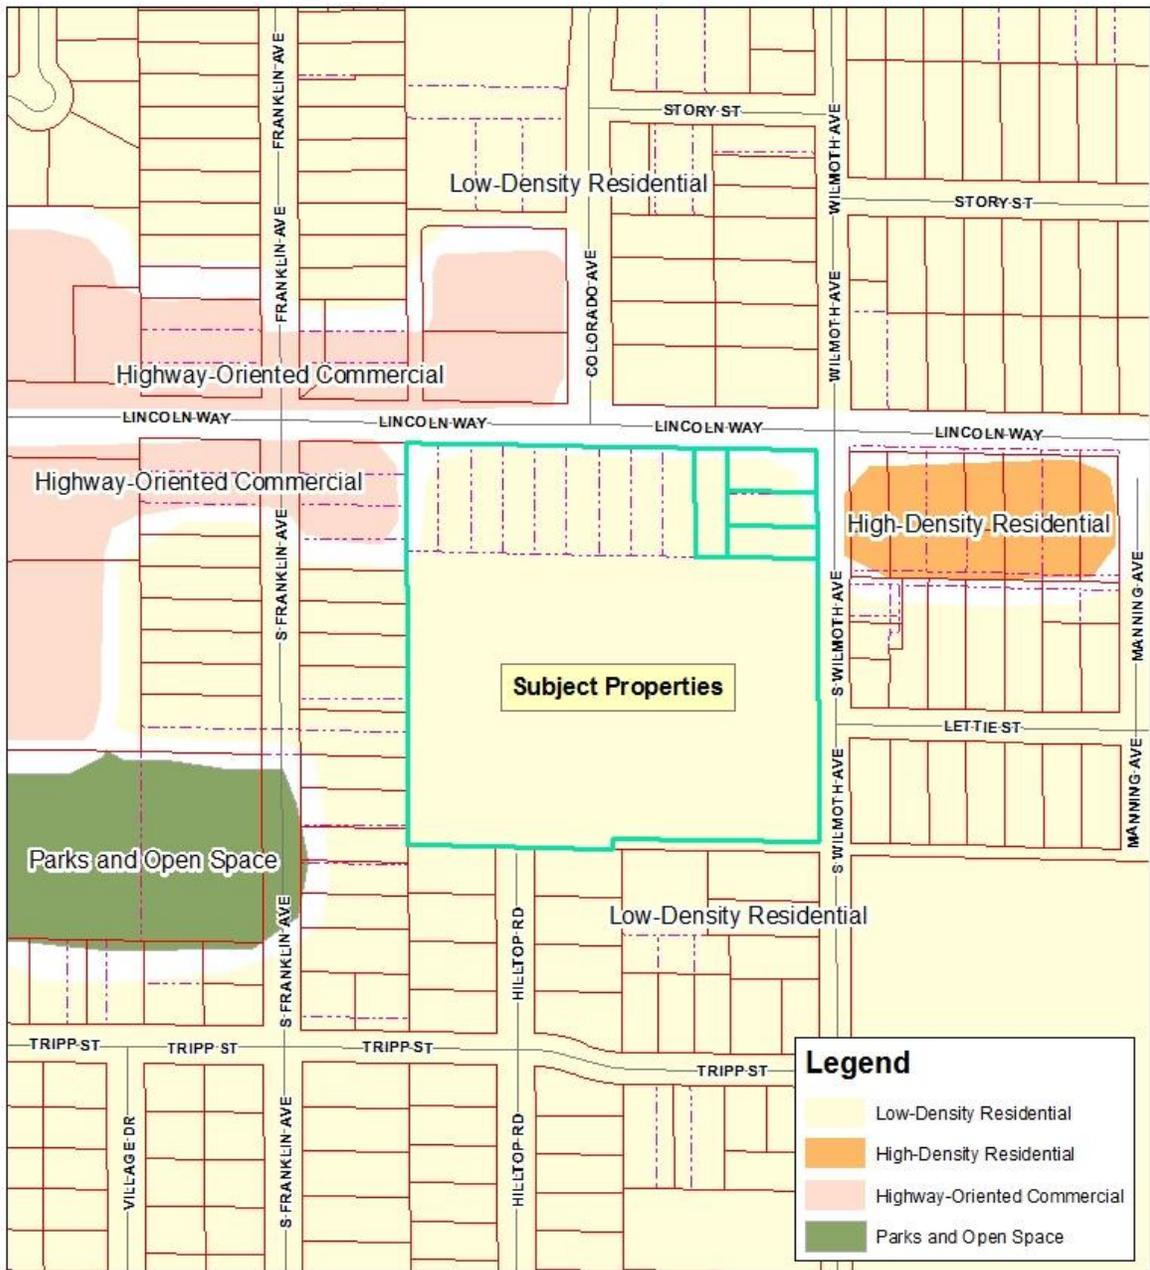 FRANKLIN AVE
STORY ST
WILMOTH AVE
Low-Density Residential
STORY ST
FRANKLIN AVE
COLORADO AVE
WILMOTH AVE
Highway-Oriented Commercial
LINCOLN WAY
LINCOLN WAY
LINCOLN WAY
LINCOLN WAY
Highway-Oriented Commercial
High-Density Residential
S FRANKLIN AVE
S WILMOTH AVE
MANNING AVE
Subject Properties
LETTIE ST
S WILMOTH AVE
MANNING AVE
Parks and Open Space
Low-Density Residential
S FRANKLIN AVE
HILLTOP RD
TRIPP ST
TRIPP ST
TRIPP ST
TRIPP ST
VILLAGE DR
S FRANKLIN AVE
HILLTOP RD
Legend
Low-Density Residential
High-Density Residential
Highway-Oriented Commercial
Parks and Open Space